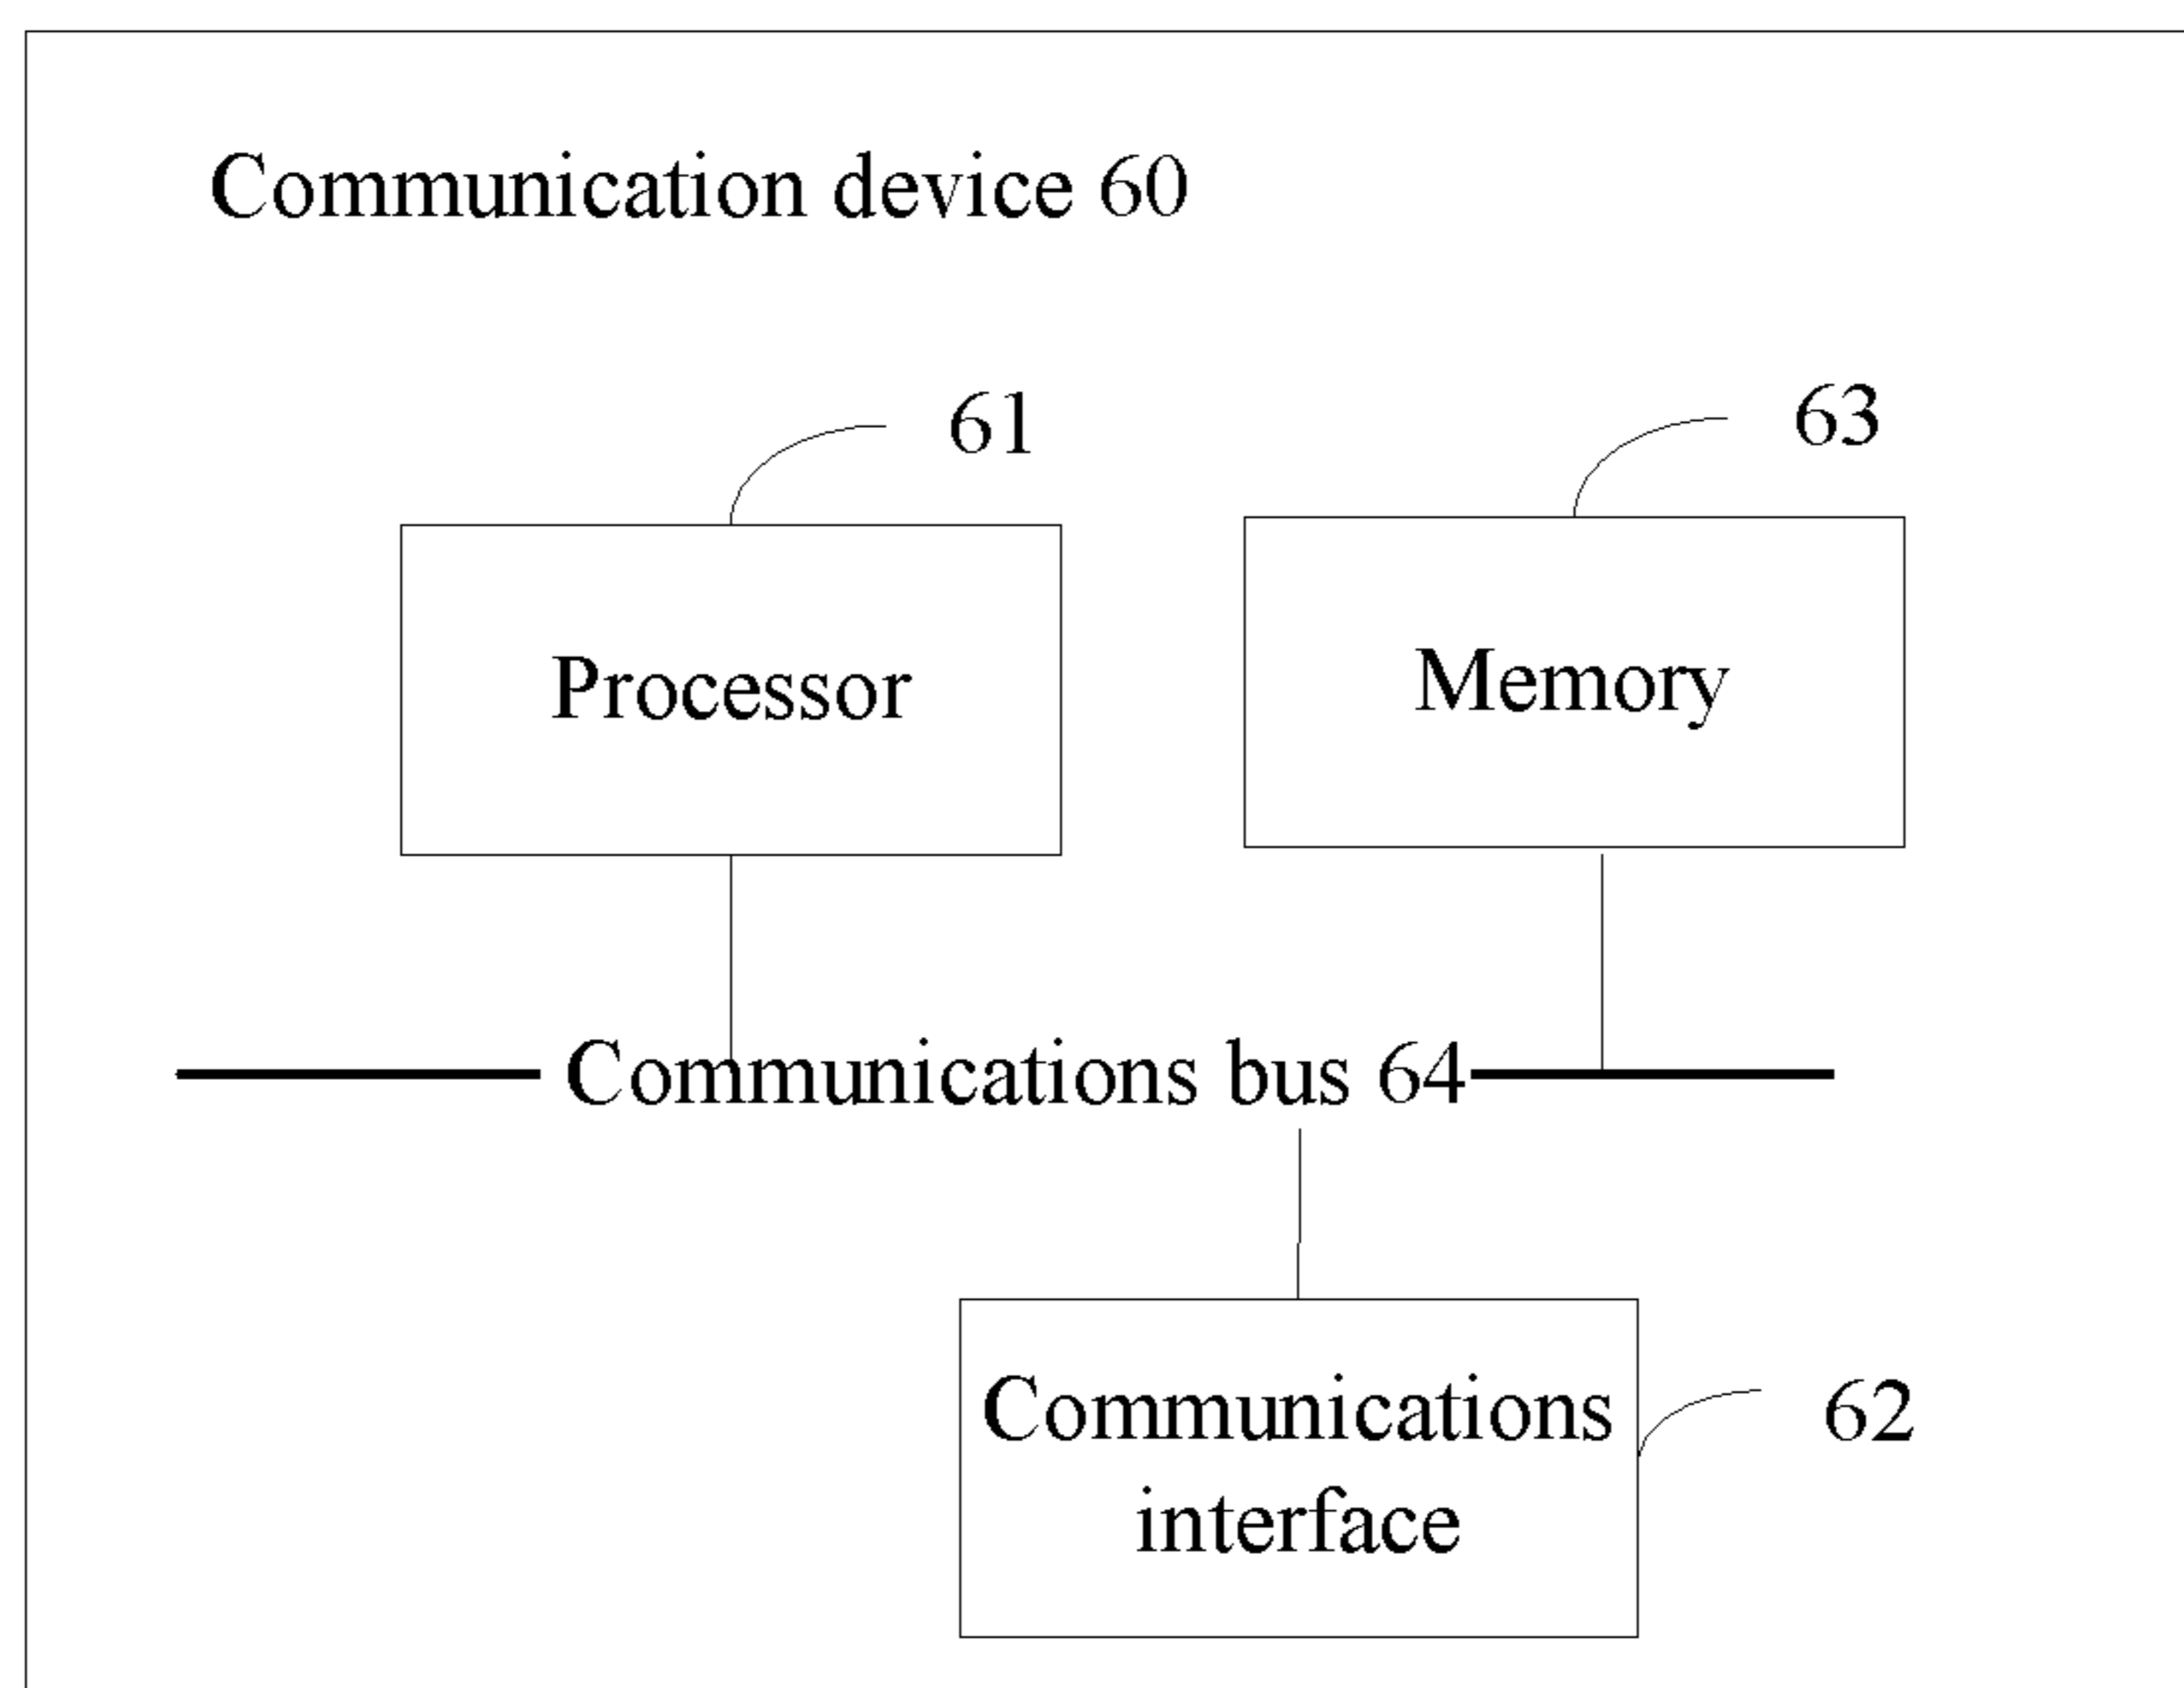 Communication device 60
61
63
Processor
Memory
Communications bus 64
Communications
interface
62